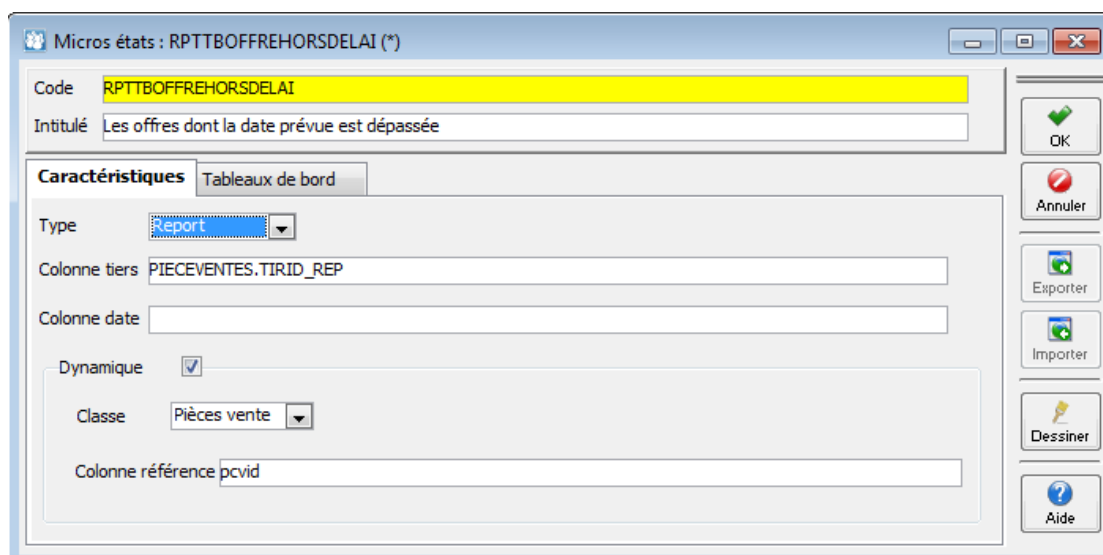 Micros états : RPTTBOFFREHORSDELAI (*)
Code RPTTBOFFREHORSDELAI
Intitulé Les offres dont la date prévue est dépassée
OK
Caractéristiques Tableaux de bord
Annuler
Type Report
Colonne tiers PIECEVENTES.TIRID_REP
Exporter
Colonne date
Importer
Dynamique
Classe Pièces vente
Dessiner
Colonne référence pcvid
Aide